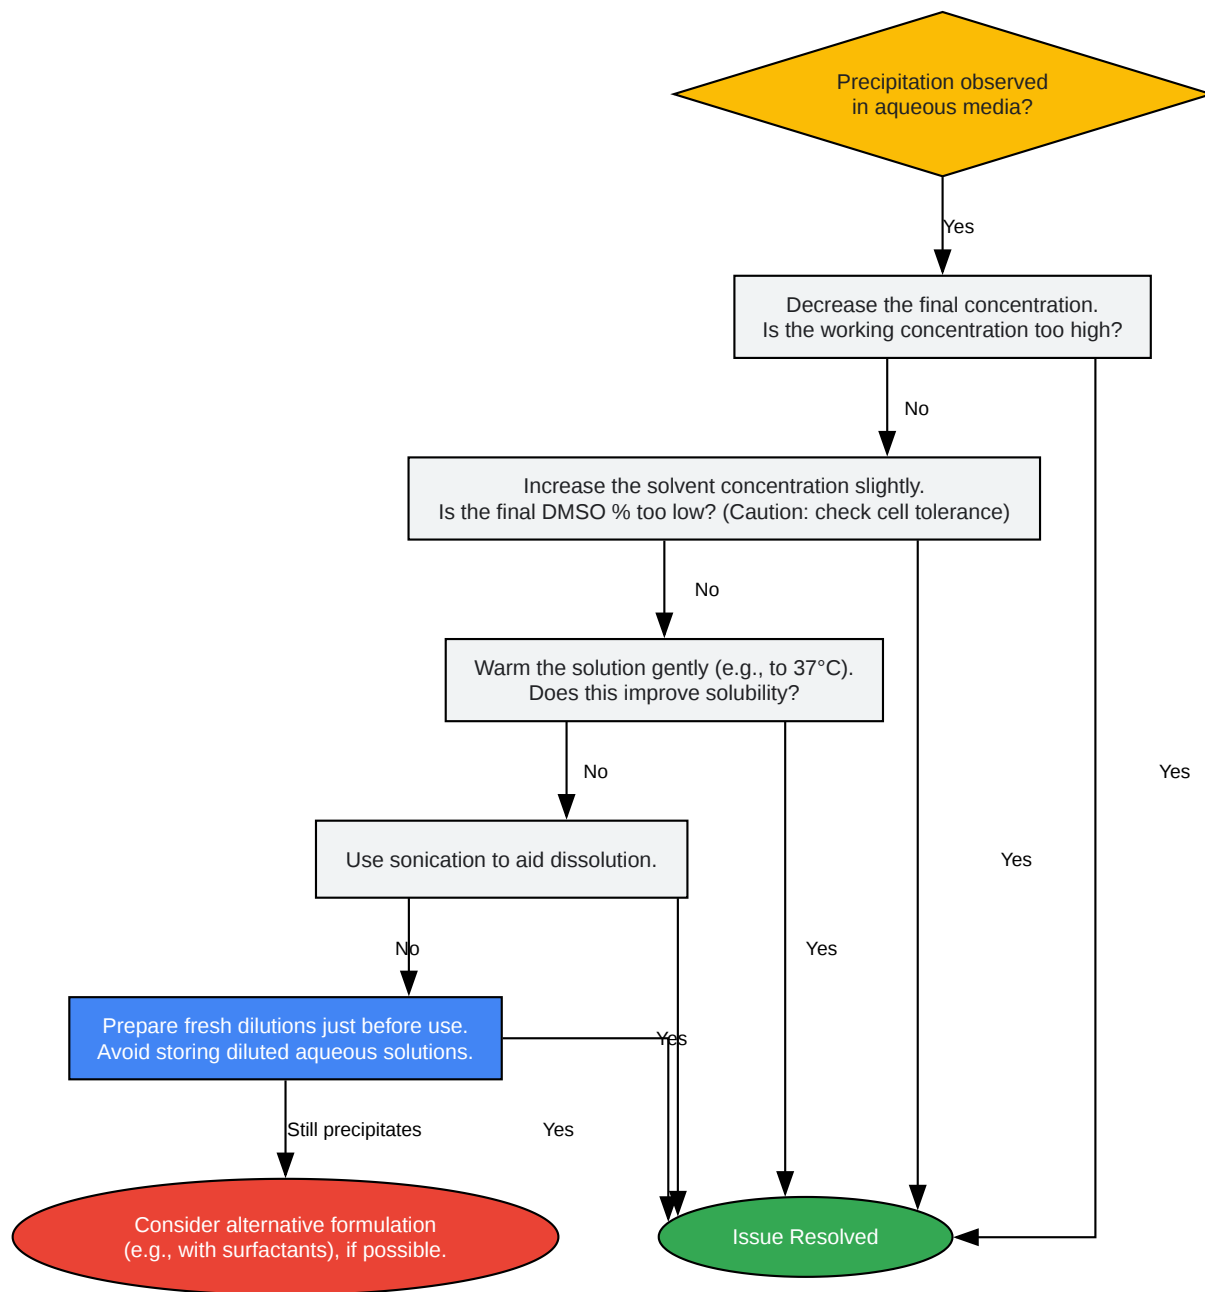 Precipitation observed
in aqueous media?
Yes
Decrease the final concentration.
Is the working concentration too high?
No
Increase the solvent concentration slightly.
Is the final DMSO % too low? (Caution: check cell tolerance)
No
Warm the solution gently (e.g., to 37°C).
Does this improve solubility?
No
Yes
Use sonication to aid dissolution.
Yes
No
Yes
Prepare fresh dilutions just before use.
Avoid storing diluted aqueous solutions.
Yes
Still precipitates
Yes
Consider alternative formulation
(e.g., with surfactants), if possible.
Issue Resolved